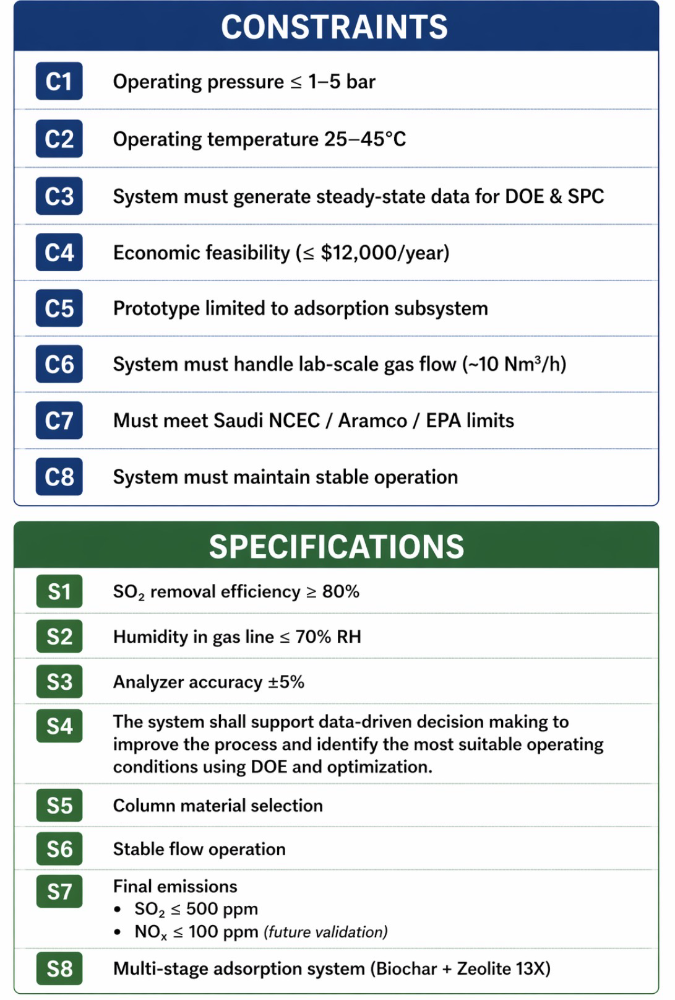 CONSTRAINTS
C1 Operating pressure ≤ 1–5 bar
C2 Operating temperature 25–45°C
C3 System must generate steady-state data for DOE & SPC
C4 Economic feasibility (≤ $12,000/year)
C5 Prototype limited to adsorption subsystem
C6 System must handle lab-scale gas flow (~10 Nm³/h)
C7 Must meet Saudi NCEC / Aramco / EPA limits
C8 System must maintain stable operation
SPECIFICATIONS
S1 SO₂ removal efficiency ≥ 80%
S2 Humidity in gas line ≤ 70% RH
S3 Analyzer accuracy ±5%
S4 The system shall support data-driven decision making to
improve the process and identify the most suitable operating
conditions using DOE and optimization.
S5 Column material selection
S6 Stable flow operation
S7 Final emissions
• SO₂ ≤ 500 ppm
• NOₓ ≤ 100 ppm (future validation)
S8 Multi-stage adsorption system (Biochar + Zeolite 13X)